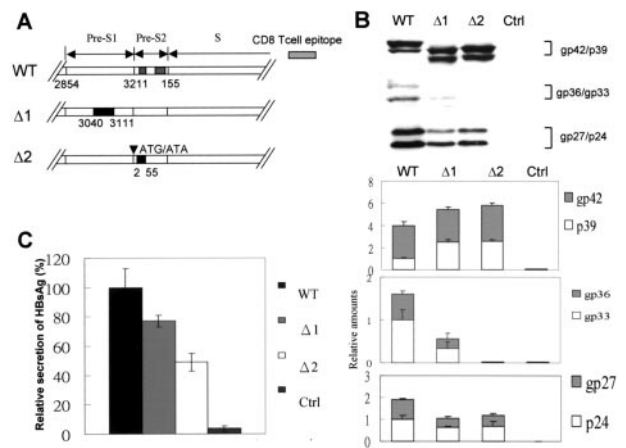 A
Pre-S1 Pre-S2 S
CD8 Tcell epitope
WT
2854 3211 155
Δ1
3040 3111
Δ2
ATG/ATA
2 55
B
WT Δ1 Δ2 Ctrl
gp42/p39
gp36/gp33
gp27/p24
WT Δ1 Δ2 Ctrl
8
6
4
2
0
gp42
p39
2
1
0
gp36
gp33
Relative amounts
3
2
1
0
gp27
p24
C
Relative secretion of HBsAg (%)
120
100
80
60
40
20
0
WT
Δ1
Δ2
Ctrl